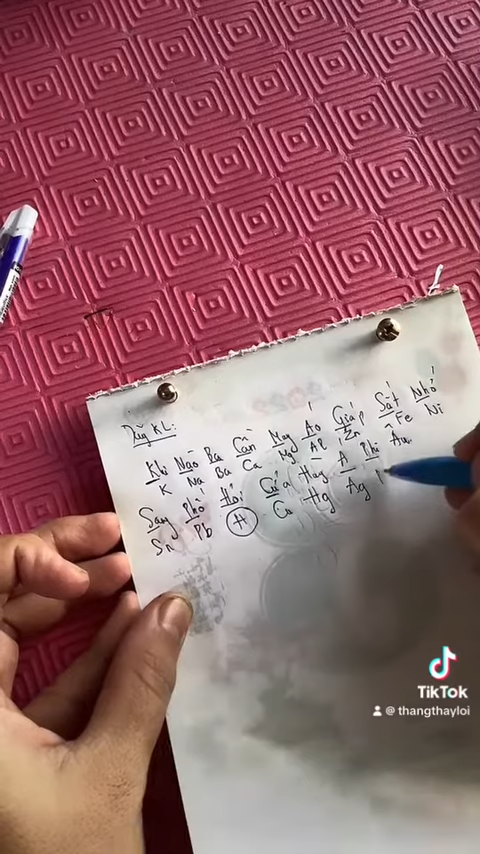 Dãy KL:
Khi Nào Ba Cần May Áo Giáp Sắt Nhớ
K Na Ba Ca Mg Al Zn Fe Ni
Sang Phố Hỏi Cửa Hàng Á Phi Âu
Sn Pb H Cu Hg Ag
TikTok
@ thangthayloi